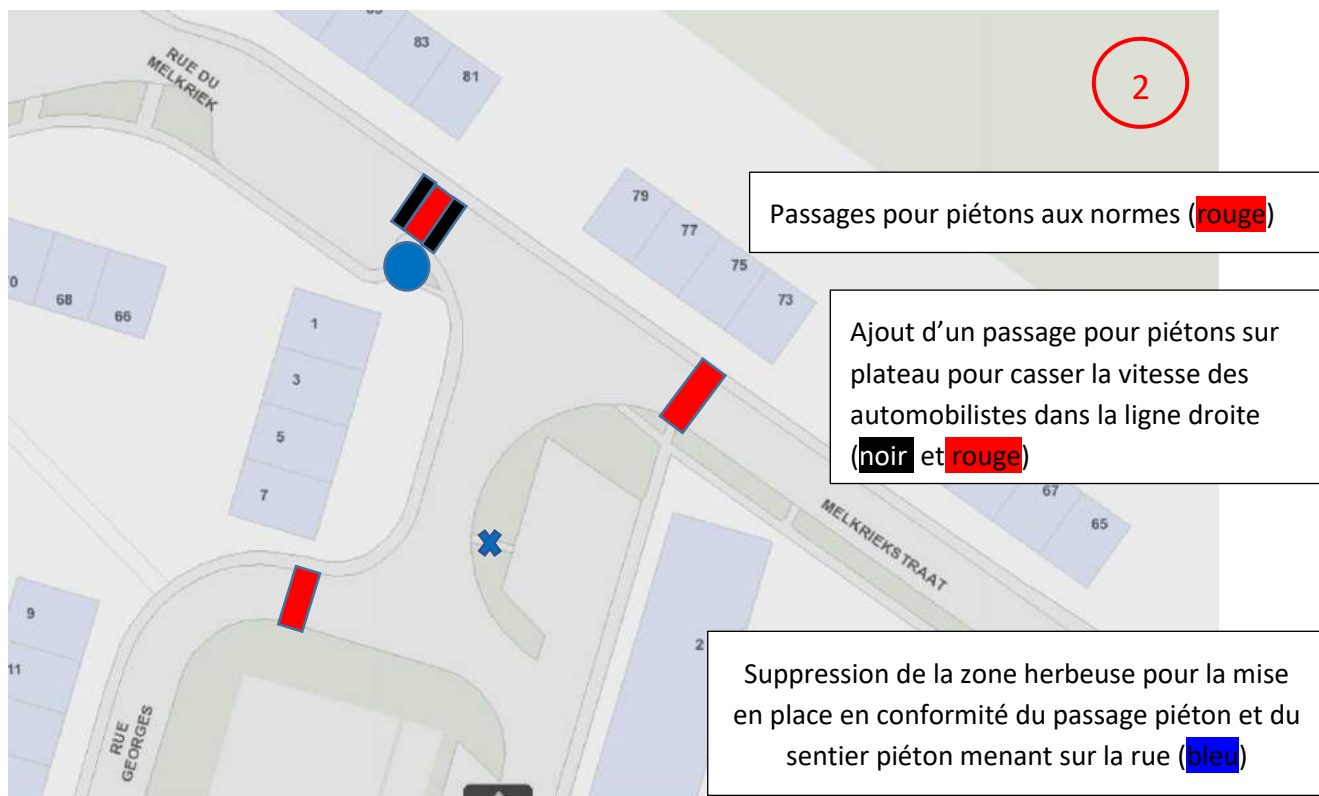 83
81
RUE DU
MELKRIEK
2
79
77
75
73
Passages pour piétons aux normes (rouge)
68
66
1
3
5
7
Ajout d’un passage pour piétons sur
plateau pour casser la vitesse des
automobilistes dans la ligne droite
(noir et rouge)
67
65
MELKRIEKSTRAAT
9
11
2
RUE
GEORGES
Suppression de la zone herbeuse pour la mise
en place en conformité du passage piéton et du
sentier piéton menant sur la rue (bleu)